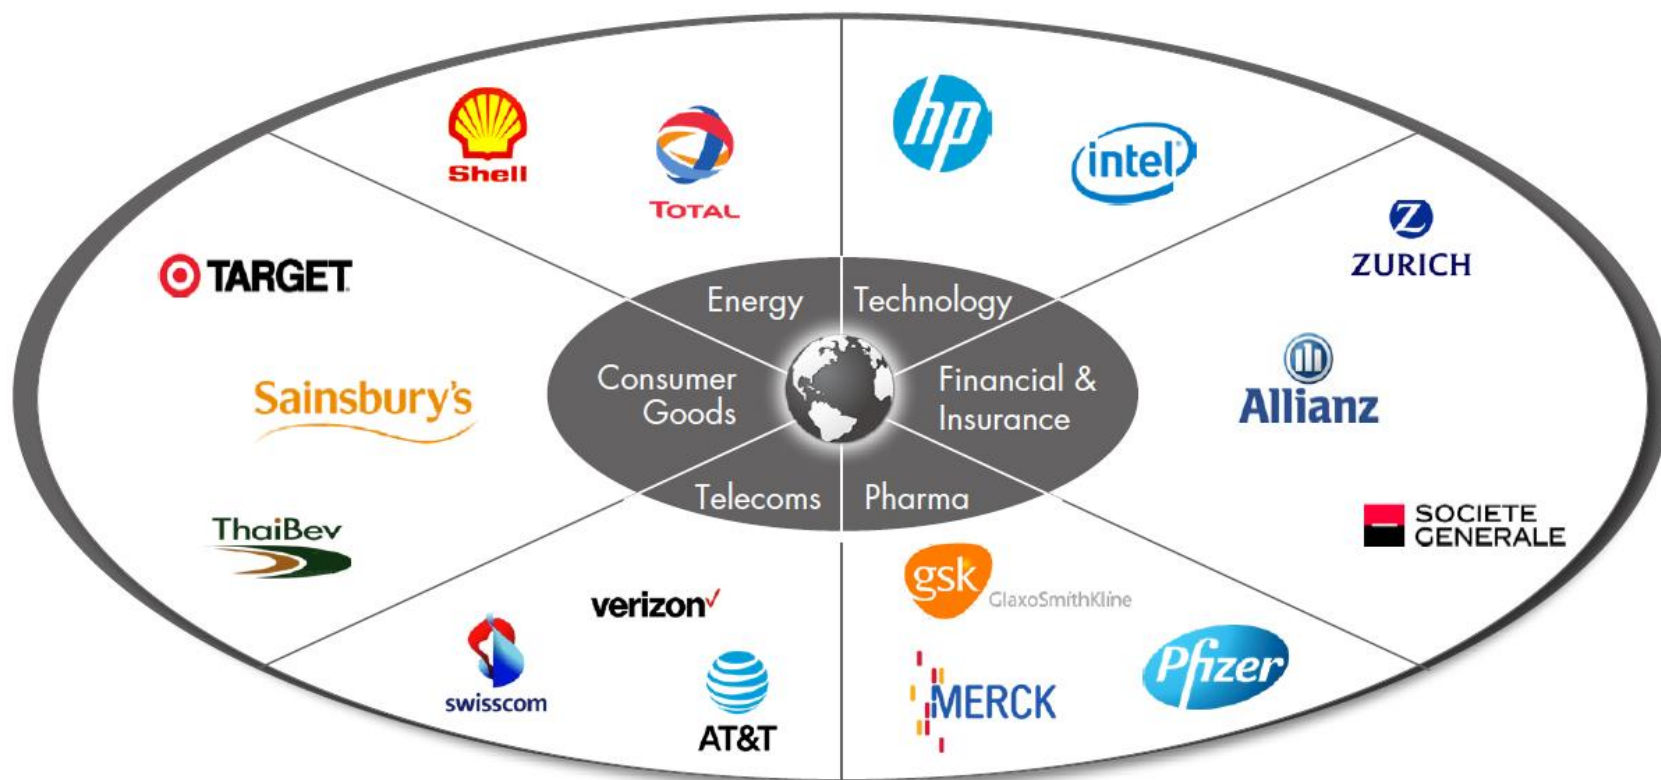 Shell
TOTAL
hp
intel
Z
ZURICH
TARGET
Energy
Technology
Sainsbury's
Consumer
Goods
Financial &
Insurance
Allianz
Telecoms
Pharma
ThaiBev
SOCIETE
GENERALE
verizon
swisscom
AT&T
gsk
GlaxoSmithKline
MERCK
Pfizer